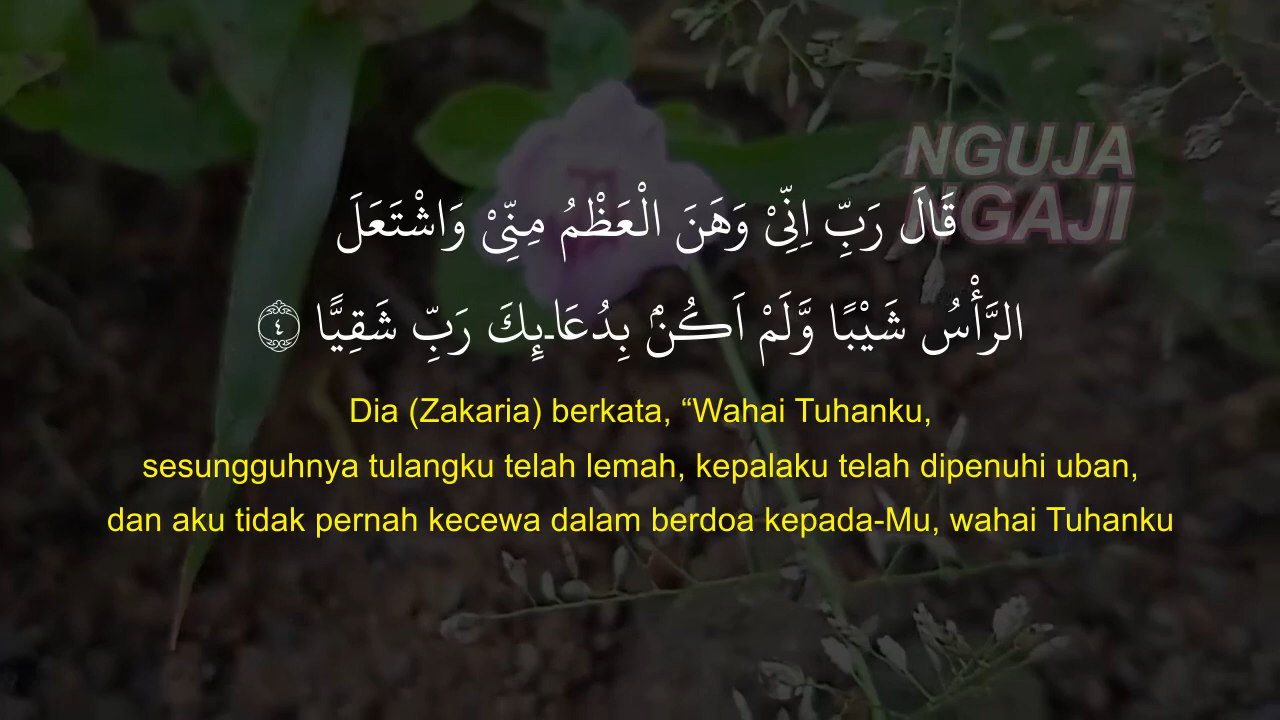 NGUJA
NGAJI
قَالَ رَبِّ اِنِّيْ وَهَنَ الْعَظْمُ مِنِّيْ وَاشْتَعَلَ
الرَّأْسُ شَيْبًا وَّلَمْ اَكُنْۢ بِدُعَاۤىِٕكَ رَبِّ شَقِيًّا ٤
Dia (Zakaria) berkata, “Wahai Tuhanku,
sesungguhnya tulangku telah lemah, kepalaku telah dipenuhi uban,
dan aku tidak pernah kecewa dalam berdoa kepada-Mu, wahai Tuhanku